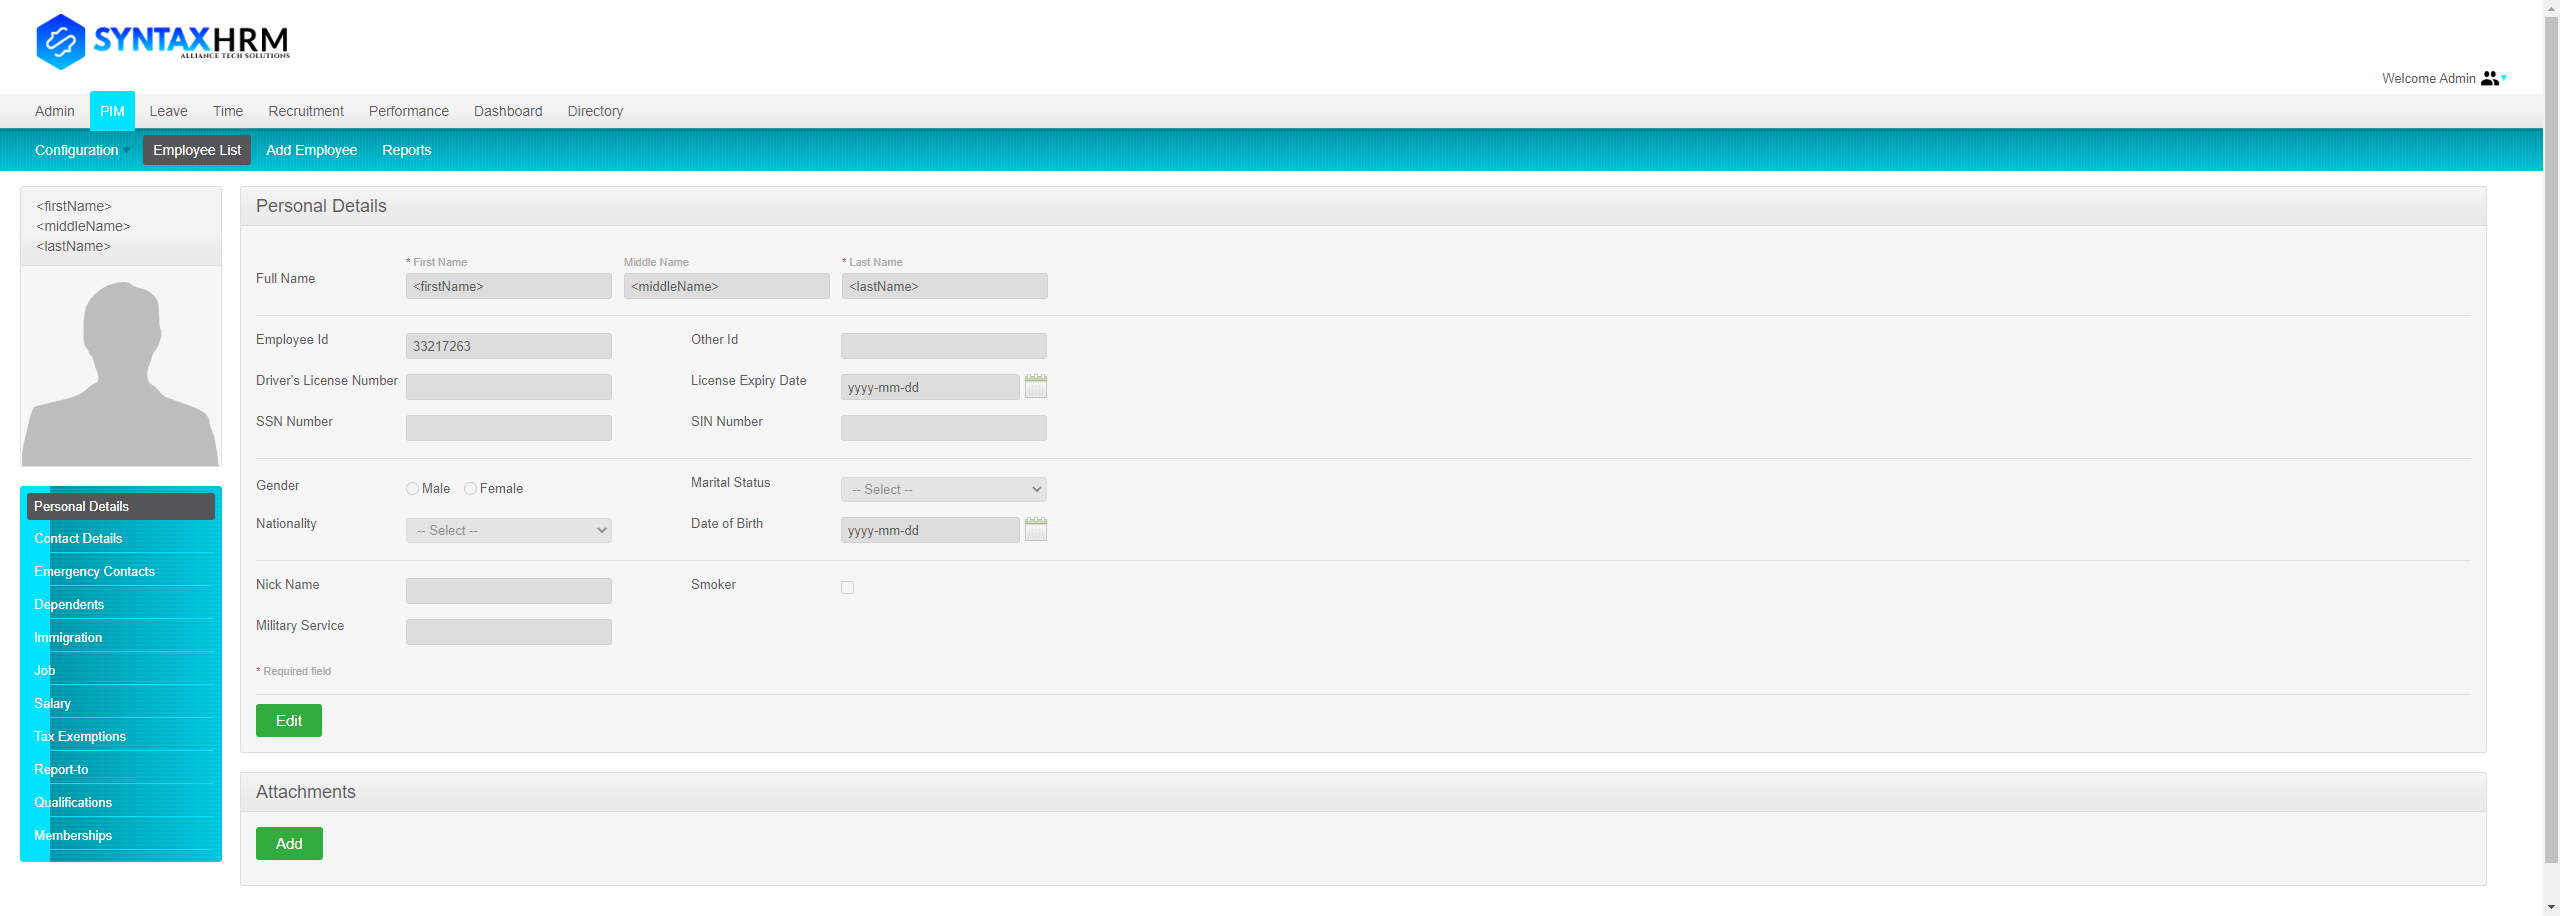 SYNTAXHRM
ALLIANCE TECH SOLUTIONS
Welcome Admin
Admin PIM Leave Time Recruitment Performance Dashboard Directory
Configuration Employee List Add Employee Reports
<firstName>
<middleName>
<lastName>
Personal Details
Contact Details
Emergency Contacts
Dependents
Immigration
Job
Salary
Tax Exemptions
Report-to
Qualifications
Memberships
Personal Details
* First Name Middle Name * Last Name
Full Name <firstName> <middleName> <lastName>
Employee Id 33217263 Other Id
Driver's License Number License Expiry Date yyyy-mm-dd
SSN Number SIN Number
Gender Male Female Marital Status -- Select --
Nationality -- Select -- Date of Birth yyyy-mm-dd
Nick Name Smoker
Military Service
* Required field
Edit
Attachments
Add